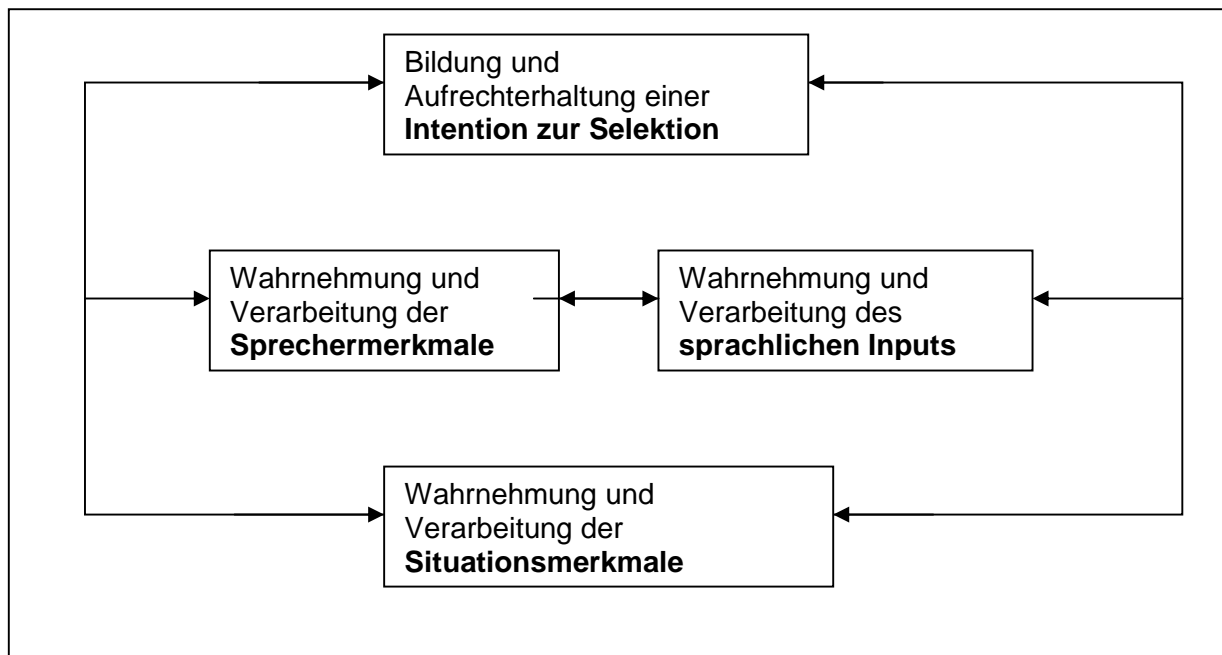 Bildung und
Aufrechterhaltung einer
Intention zur Selektion
Wahrnehmung und
Verarbeitung der
Sprechermerkmale
Wahrnehmung und
Verarbeitung des
sprachlichen Inputs
Wahrnehmung und
Verarbeitung der
Situationsmerkmale